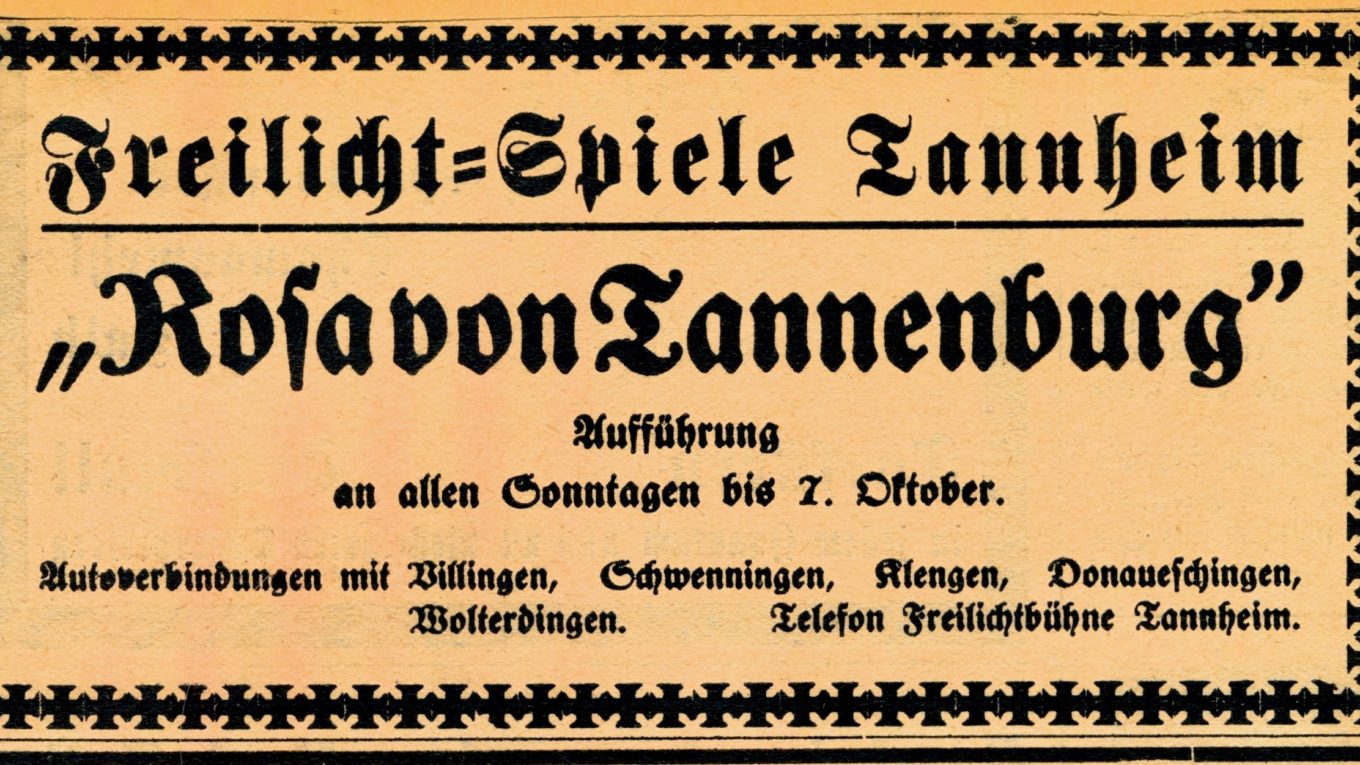 Freilicht=Spiele Tannheim
„Rosa von Tannenburg”
Aufführung
an allen Sonntagen bis 7. Oktober.
Autoverbindungen mit Villingen, Schwenningen, Klengen, Donaueschingen,
Wolterdingen. Telefon Freilichtbühne Tannheim.